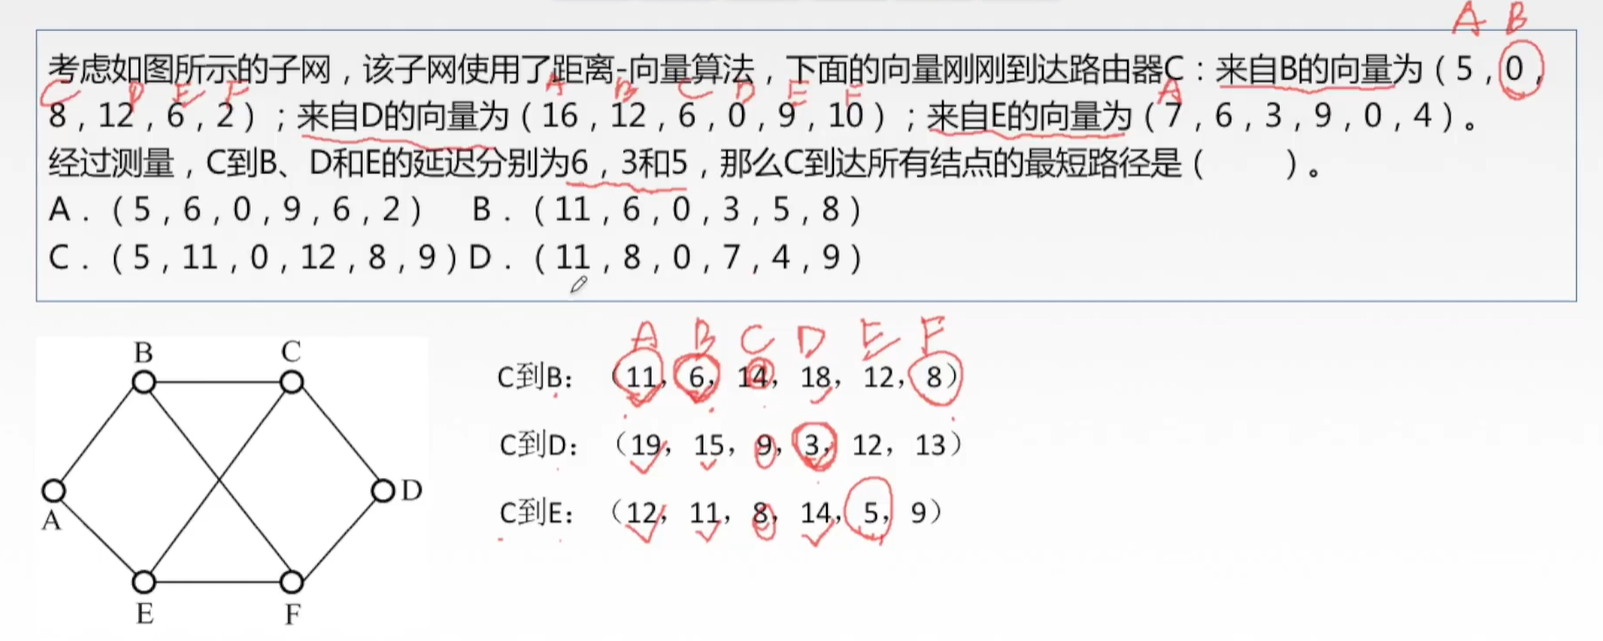 A B
考虑如图所示的子网，该子网使用了距离-向量算法，下面的向量刚刚到达路由器C：来自B的向量为（5，0，
C D E F A B C D E F A
8，12，6，2）；来自D的向量为（16，12，6，0，9，10）；来自E的向量为（7，6，3，9，0，4）。
经过测量，C到B、D和E的延迟分别为6，3和5，那么C到达所有结点的最短路径是（　　）。
A．（5，6，0，9，6，2） B．（11，6，0，3，5，8）
C．（5，11，0，12，8，9）D．（11，8，0，7，4，9）
A B C D E F
C到B： （11，6，14，18，12，8）
C到D： （19，15，9，3，12，13）
C到E： （12，11，8，14，5，9）
B C
A D
E F